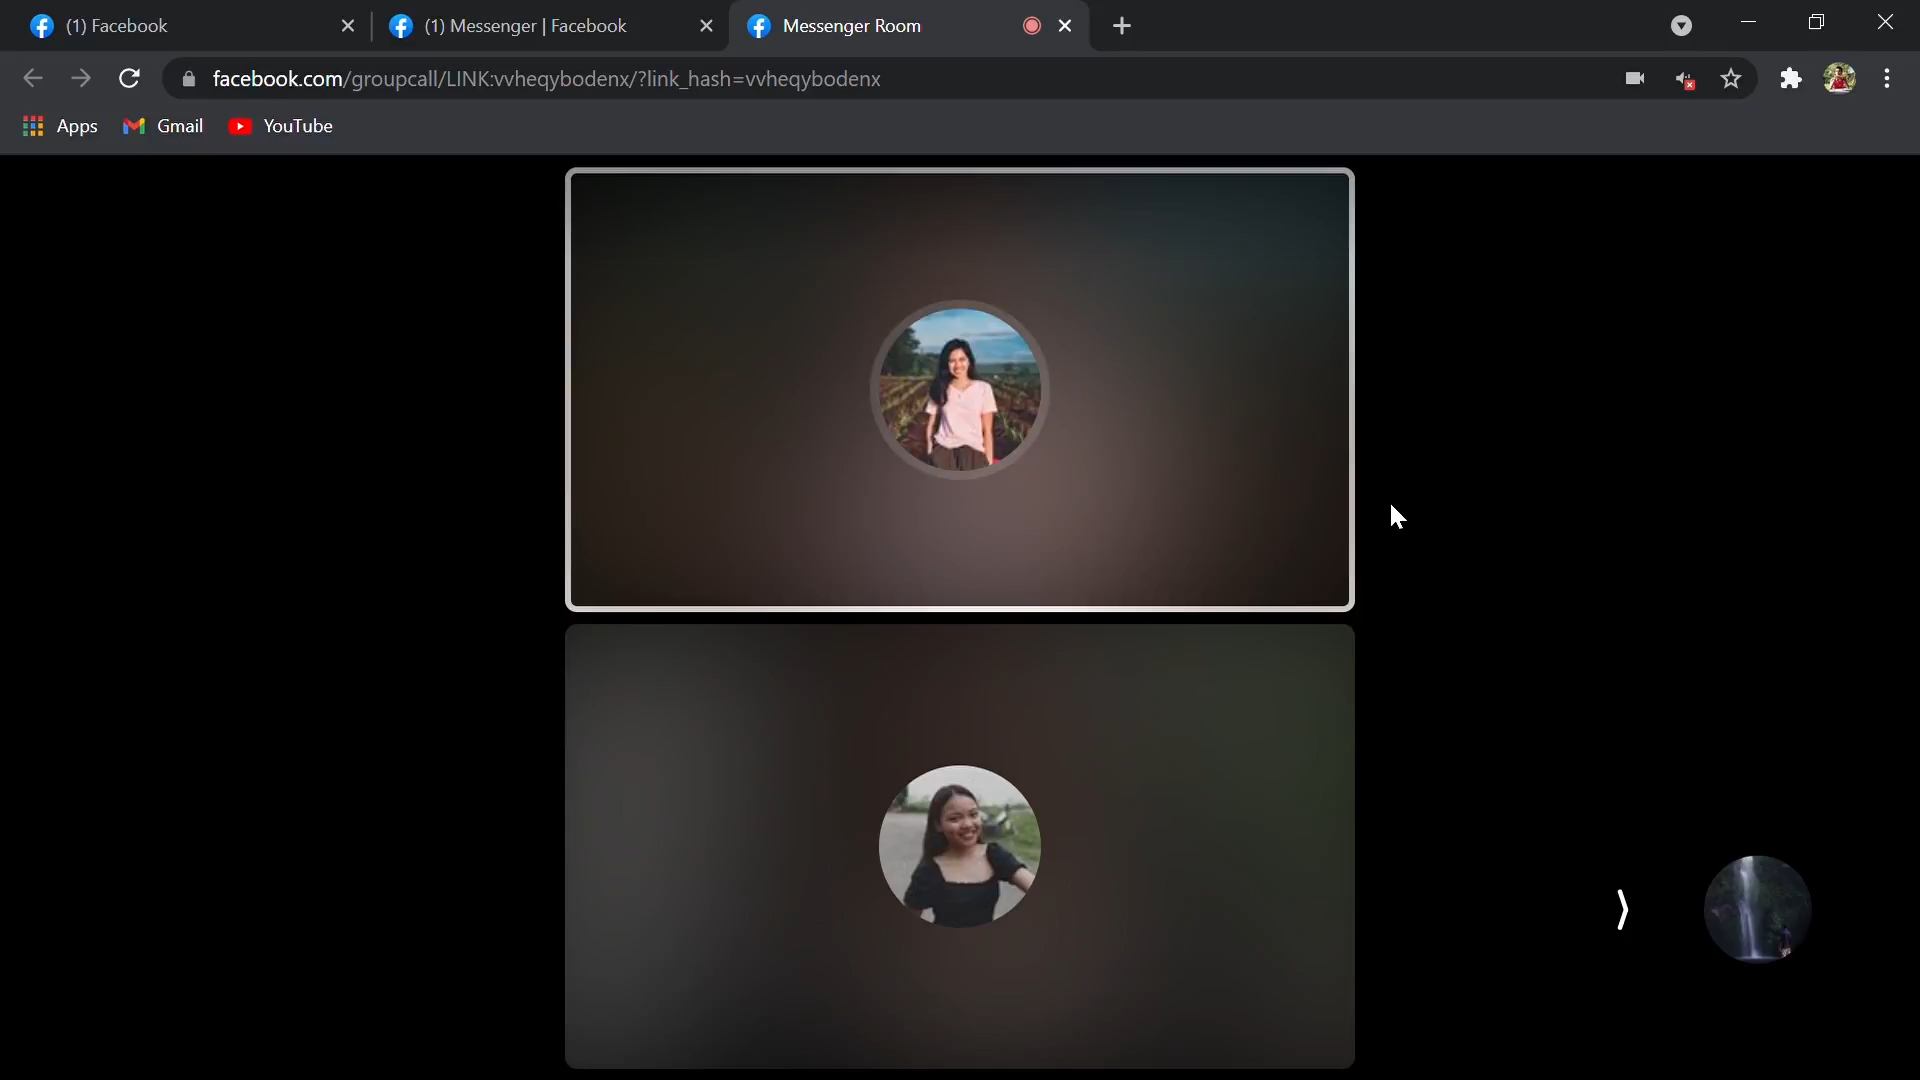 (1) Facebook
(1) Messenger | Facebook
Messenger Room
facebook.com/groupcall/LINK:vvheqybodenx/?link_hash=vvheqybodenx
Apps
Gmail
YouTube